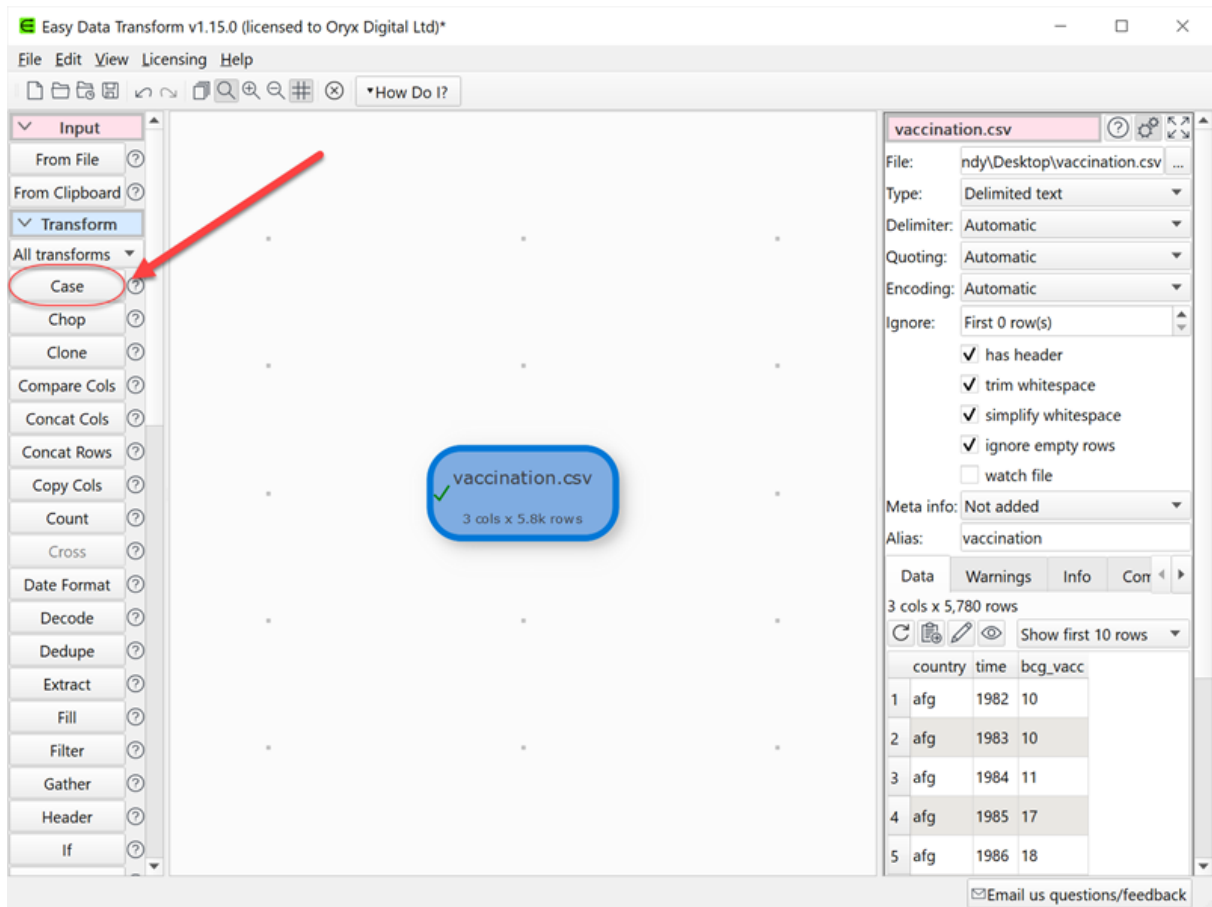 Easy Data Transform v1.15.0 (licensed to Oryx Digital Ltd)*
File Edit View Licensing Help
How Do I?
Input
From File
From Clipboard
Transform
All transforms
Case
Chop
Clone
Compare Cols
Concat Cols
Concat Rows
Copy Cols
Count
Cross
Date Format
Decode
Dedupe
Extract
Fill
Filter
Gather
Header
If
vaccination.csv
3 cols x 5.8k rows
vaccination.csv
File: ndy\Desktop\vaccination.csv ...
Type: Delimited text
Delimiter: Automatic
Quoting: Automatic
Encoding: Automatic
Ignore: First 0 row(s)
has header
trim whitespace
simplify whitespace
ignore empty rows
watch file
Meta info: Not added
Alias: vaccination
Data Warnings Info Com
3 cols x 5,780 rows
Show first 10 rows
country time bcg_vacc
1 afg 1982 10
2 afg 1983 10
3 afg 1984 11
4 afg 1985 17
5 afg 1986 18
Email us questions/feedback